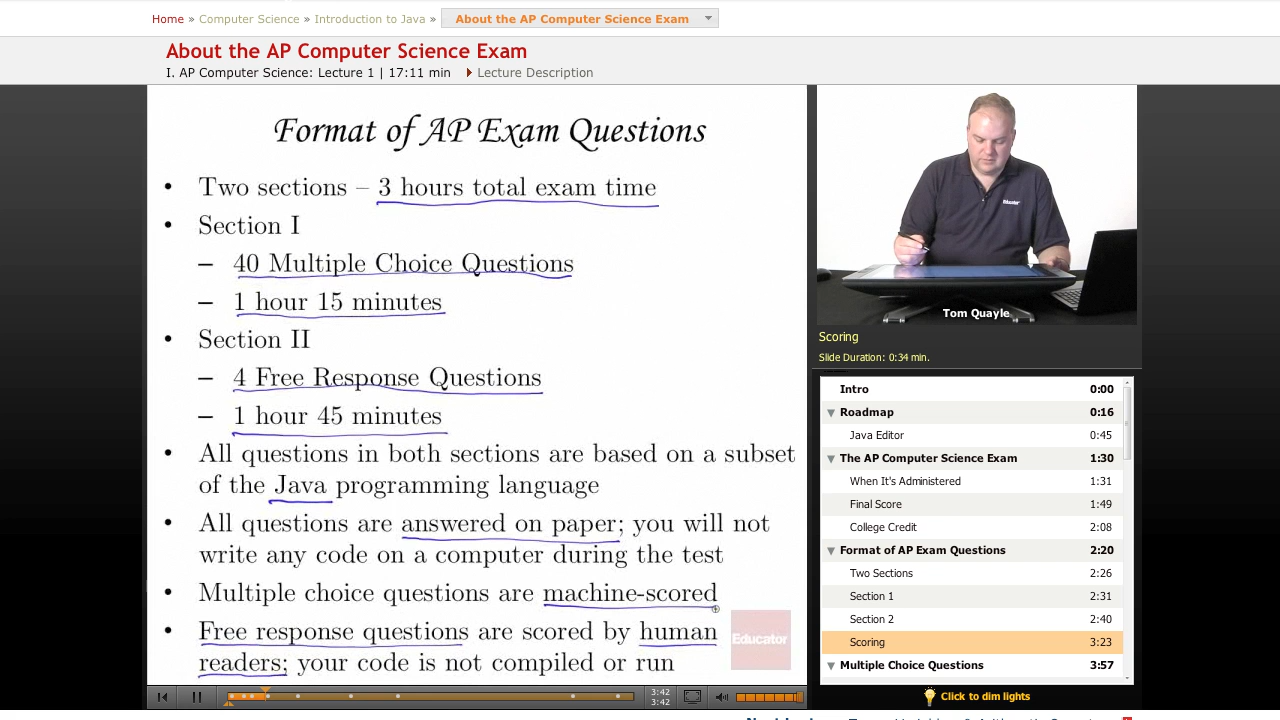 Home » Computer Science » Introduction to Java » About the AP Computer Science Exam
About the AP Computer Science Exam
I. AP Computer Science: Lecture 1 | 17:11 min Lecture Description
Format of AP Exam Questions
• Two sections – 3 hours total exam time
• Section I
– 40 Multiple Choice Questions
– 1 hour 15 minutes
• Section II
– 4 Free Response Questions
– 1 hour 45 minutes
• All questions in both sections are based on a subset
of the Java programming language
• All questions are answered on paper; you will not
write any code on a computer during the test
• Multiple choice questions are machine-scored
• Free response questions are scored by human
readers; your code is not compiled or run
Educator
3:42
3:42
Educator
Tom Quayle
Scoring
Slide Duration: 0:34 min.
Intro 0:00
Roadmap 0:16
Java Editor 0:45
The AP Computer Science Exam 1:30
When It's Administered 1:31
Final Score 1:49
College Credit 2:08
Format of AP Exam Questions 2:20
Two Sections 2:26
Section 1 2:31
Section 2 2:40
Scoring 3:23
Multiple Choice Questions 3:57
Click to dim lights